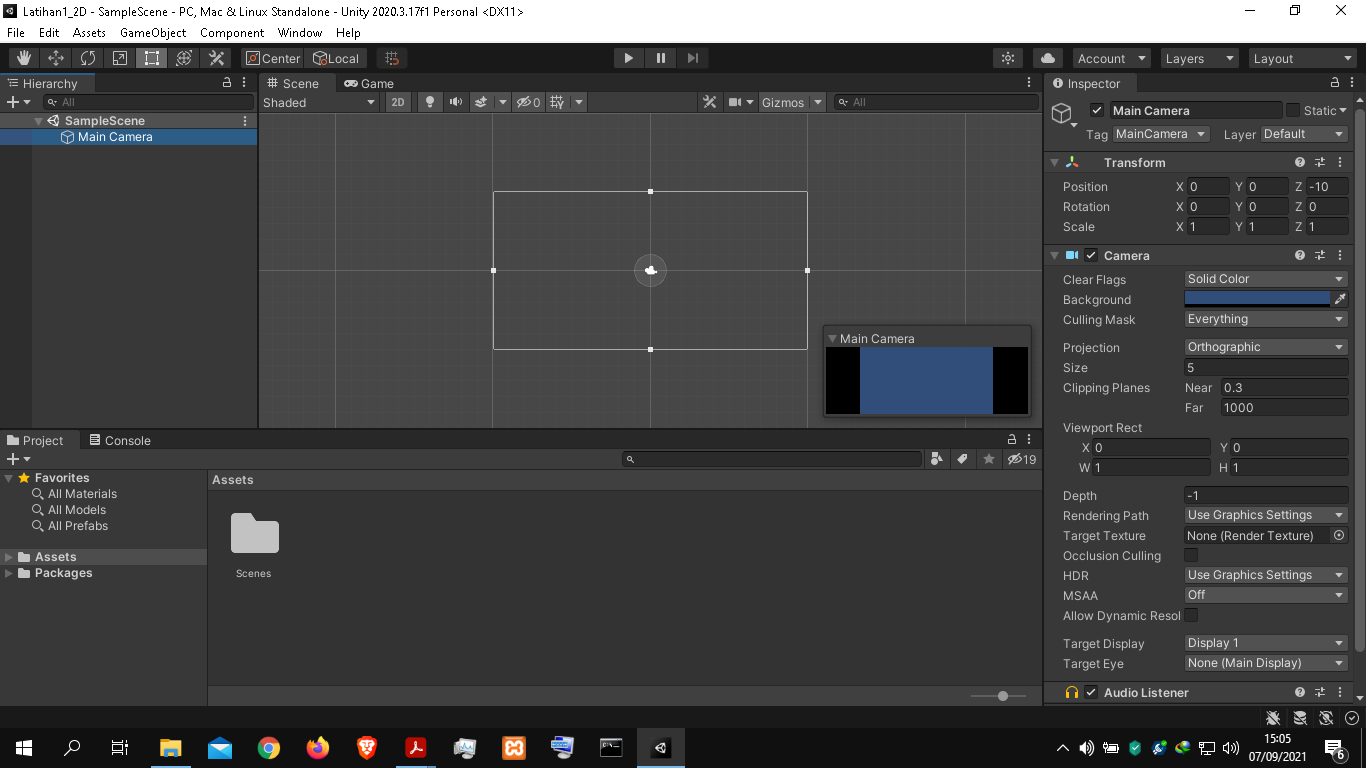 Latihan1_2D - SampleScene - PC, Mac & Linux Standalone - Unity 2020.3.17f1 Personal <DX11>
File Edit Assets GameObject Component Window Help
Center Local Account Layers Layout
Hierarchy
All
SampleScene
Main Camera
Scene Game
Shaded 2D 0 Gizmos All
Main Camera
Inspector
Main Camera Static
Tag MainCamera Layer Default
Transform
Position X 0 Y 0 Z -10
Rotation X 0 Y 0 Z 0
Scale X 1 Y 1 Z 1
Camera
Clear Flags Solid Color
Background
Culling Mask Everything
Projection Orthographic
Size 5
Clipping Planes Near 0.3
Far 1000
Viewport Rect
X 0 Y 0
W 1 H 1
Depth -1
Rendering Path Use Graphics Settings
Target Texture None (Render Texture)
Occlusion Culling
HDR Use Graphics Settings
MSAA Off
Allow Dynamic Resol
Target Display Display 1
Target Eye None (Main Display)
Audio Listener
Project Console
19
Favorites
All Materials
All Models
All Prefabs
Assets
Packages
Assets
Scenes
15:05
07/09/2021
6